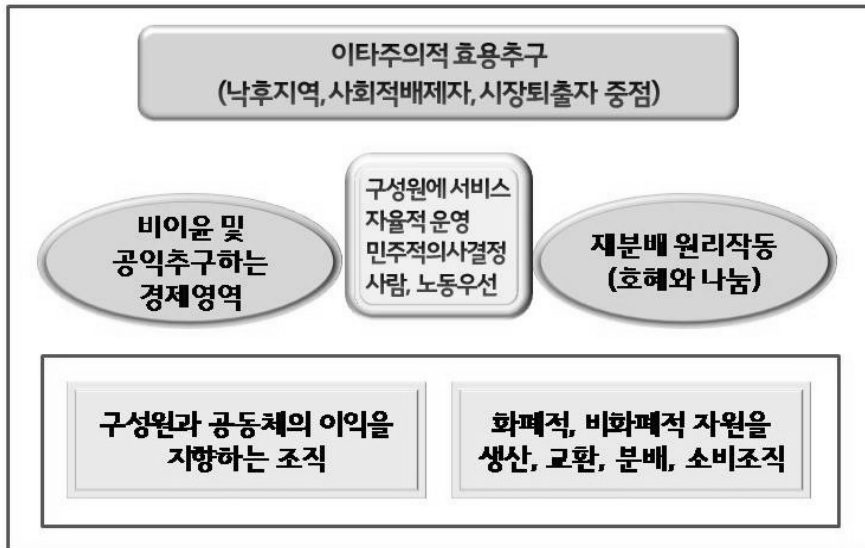 이타주의적 효용추구
(낙후지역, 사회적배제자, 시장퇴출자 중점)
비이윤 및
공익추구하는
경제영역
구성원에 서비스
자율적 운영
민주적의사결정
사람, 노동우선
재분배 원리작동
(호혜와 나눔)
구성원과 공동체의 이익을
지향하는 조직
화폐적, 비화폐적 자원을
생산, 교환, 분배, 소비조직